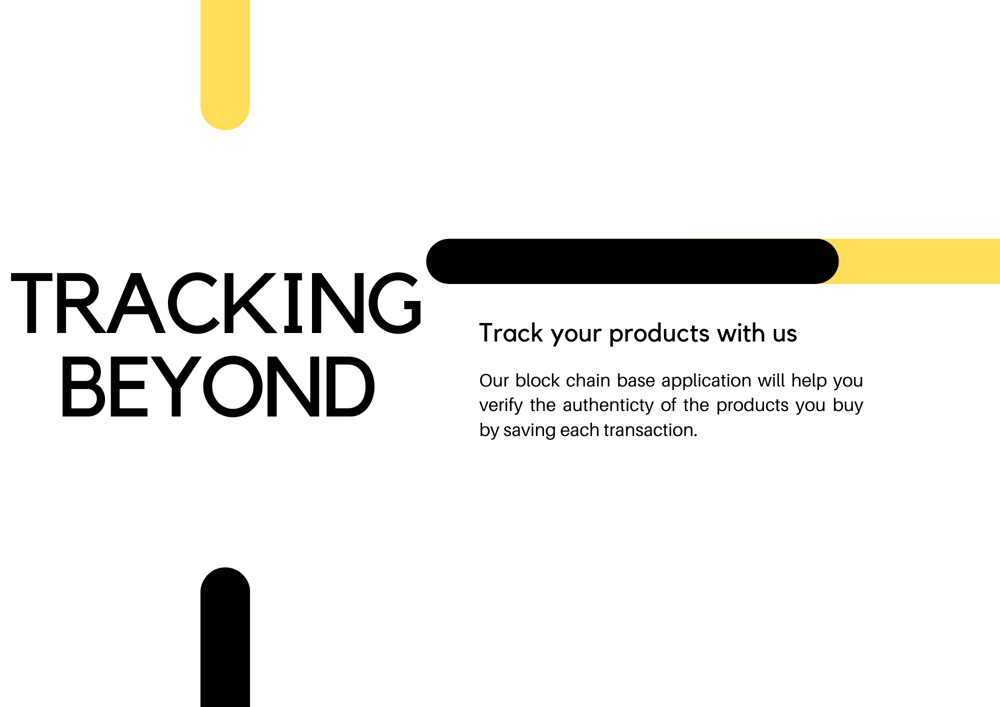 TRACKING
BEYOND
Track your products with us
Our block chain base application will help you
verify the authenticty of the products you buy
by saving each transaction.